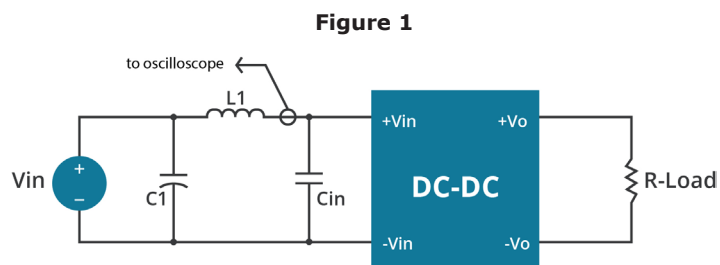 Figure 1
to oscilloscope
L1
+Vin
+Vo
Vin
+
−
C1
Cin
DC-DC
R-Load
-Vin
-Vo